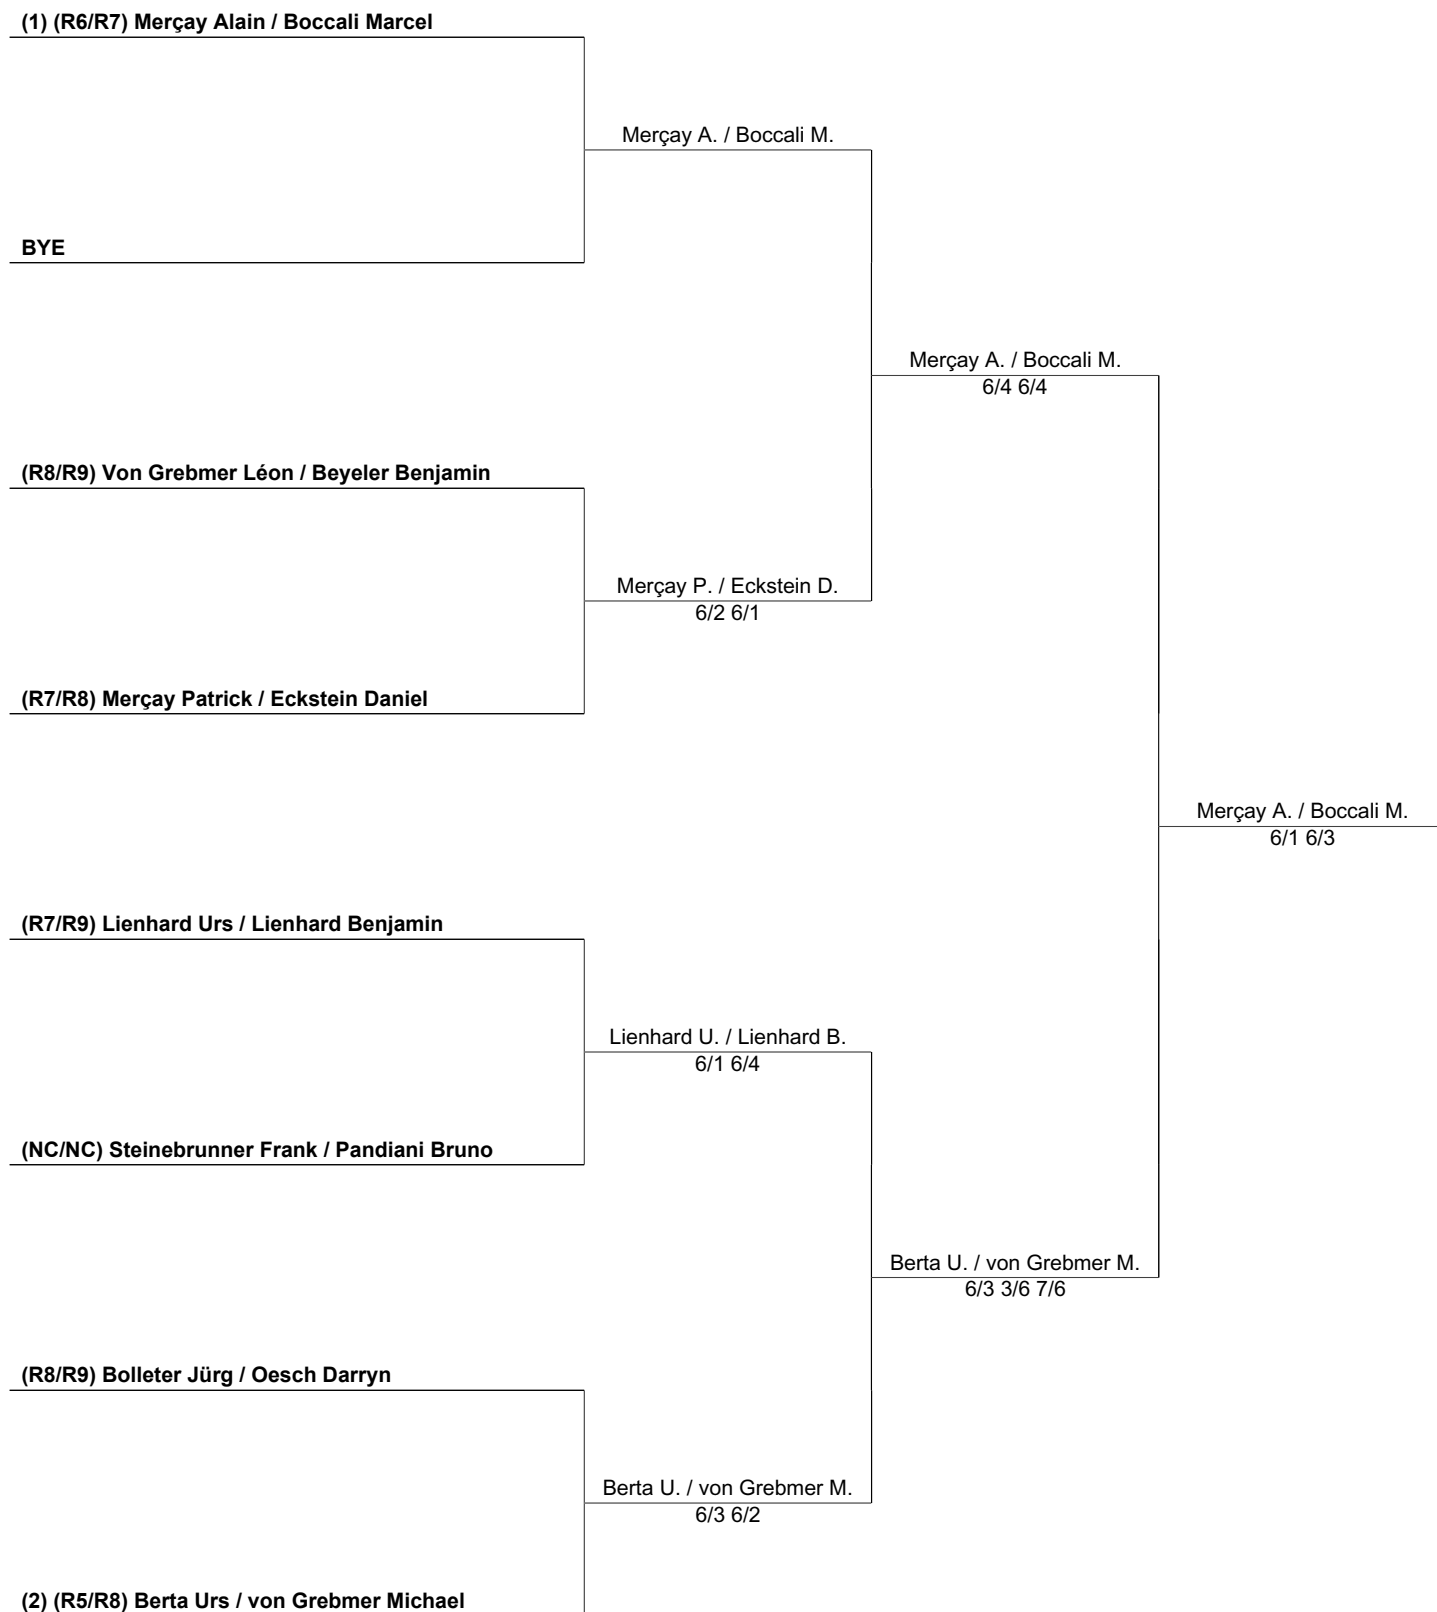 (1) (R6/R7) Merçay Alain / Boccali Marcel
Merçay A. / Boccali M.
BYE
Merçay A. / Boccali M.
6/4 6/4
(R8/R9) Von Grebmer Léon / Beyeler Benjamin
Merçay P. / Eckstein D.
6/2 6/1
(R7/R8) Merçay Patrick / Eckstein Daniel
Merçay A. / Boccali M.
6/1 6/3
(R7/R9) Lienhard Urs / Lienhard Benjamin
Lienhard U. / Lienhard B.
6/1 6/4
(NC/NC) Steinebrunner Frank / Pandiani Bruno
Berta U. / von Grebmer M.
6/3 3/6 7/6
(R8/R9) Bolleter Jürg / Oesch Darryn
Berta U. / von Grebmer M.
6/3 6/2
(2) (R5/R8) Berta Urs / von Grebmer Michael